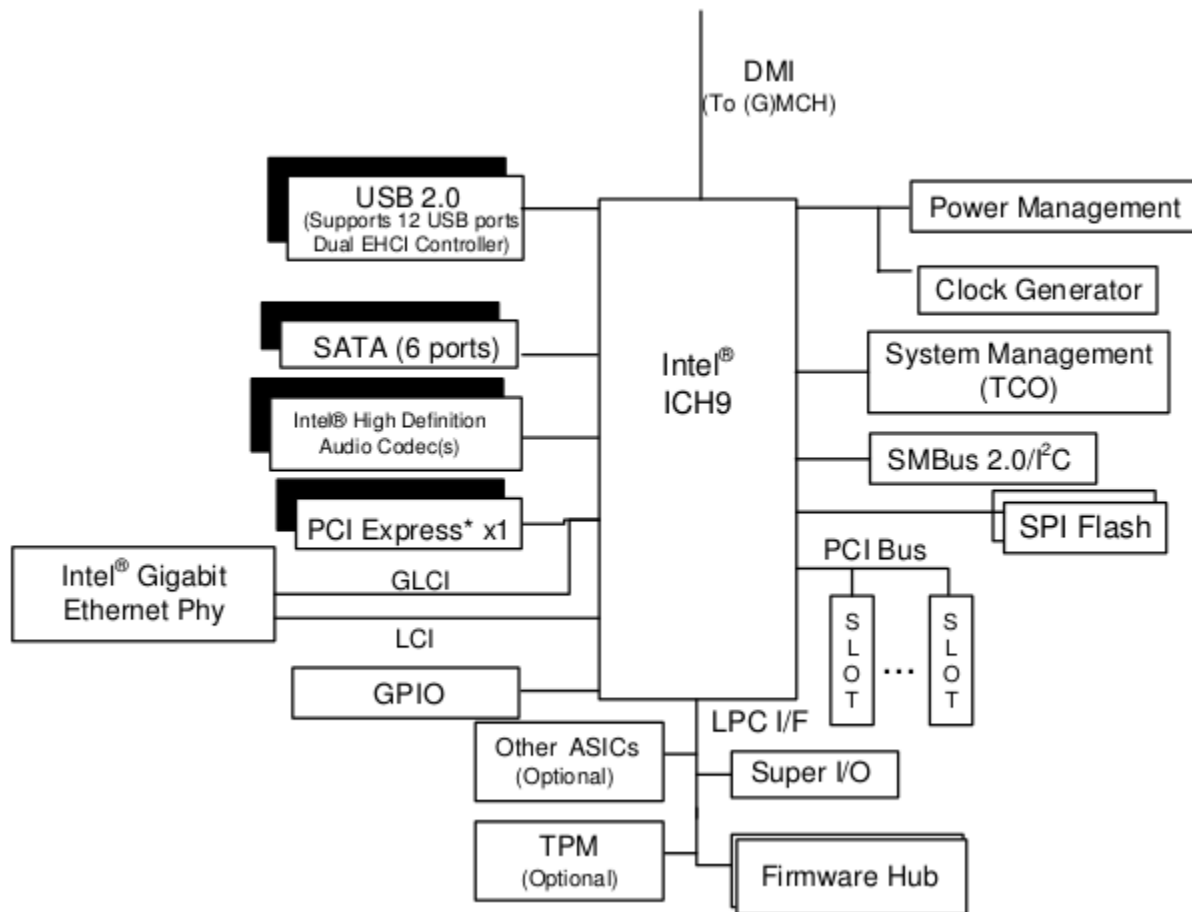 DMI
(To (G)MCH)
USB 2.0
(Supports 12 USB ports
Dual EHCI Controller)
SATA (6 ports)
Intel® High Definition
Audio Codec(s)
PCI Express* x1
Intel® Gigabit
Ethernet Phy
GLCI
LCI
GPIO
Intel®
ICH9
Power Management
Clock Generator
System Management
(TCO)
SMBus 2.0/I²C
SPI Flash
PCI Bus
SLOT
...
SLOT
LPC I/F
Other ASICs
(Optional)
Super I/O
TPM
(Optional)
Firmware Hub